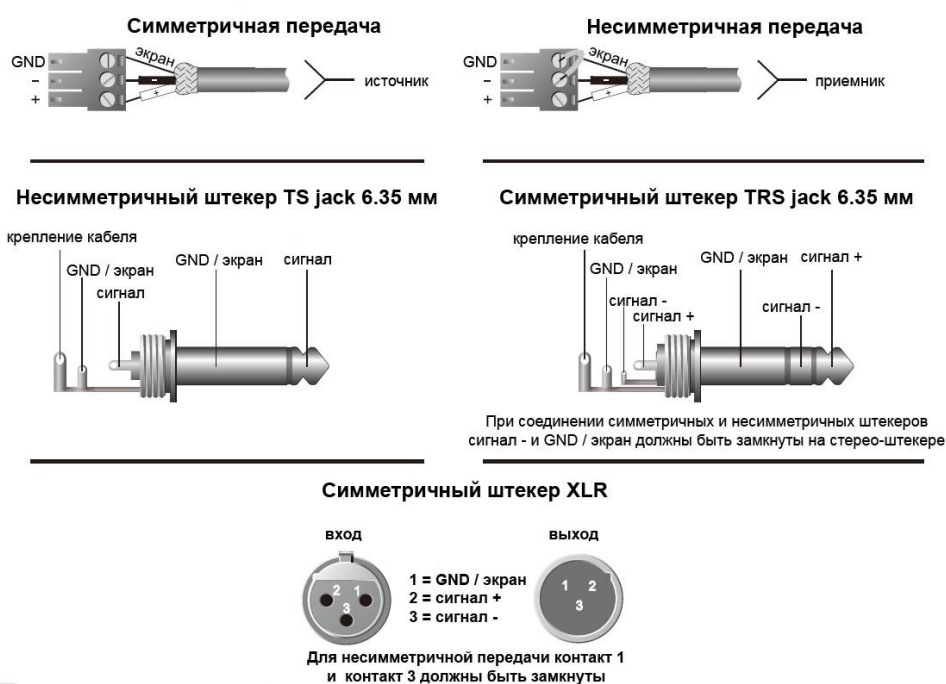 Симметричная передача
GND
–
+
экран
-
+
источник
Несимметричная передача
GND
–
+
экран
-
+
приемник
Несимметричный штекер TS jack 6.35 мм
крепление кабеля
GND / экран
сигнал
GND / экран
сигнал
Симметричный штекер TRS jack 6.35 мм
крепление кабеля
GND / экран
сигнал -
сигнал +
GND / экран
сигнал +
сигнал -
При соединении симметричных и несимметричных штекеров
сигнал - и GND / экран должны быть замкнуты на стерео-штекере
Симметричный штекер XLR
вход
2 1
3
1 = GND / экран
2 = сигнал +
3 = сигнал -
выход
1 2
3
Для несимметричной передачи контакт 1
и контакт 3 должны быть замкнуты